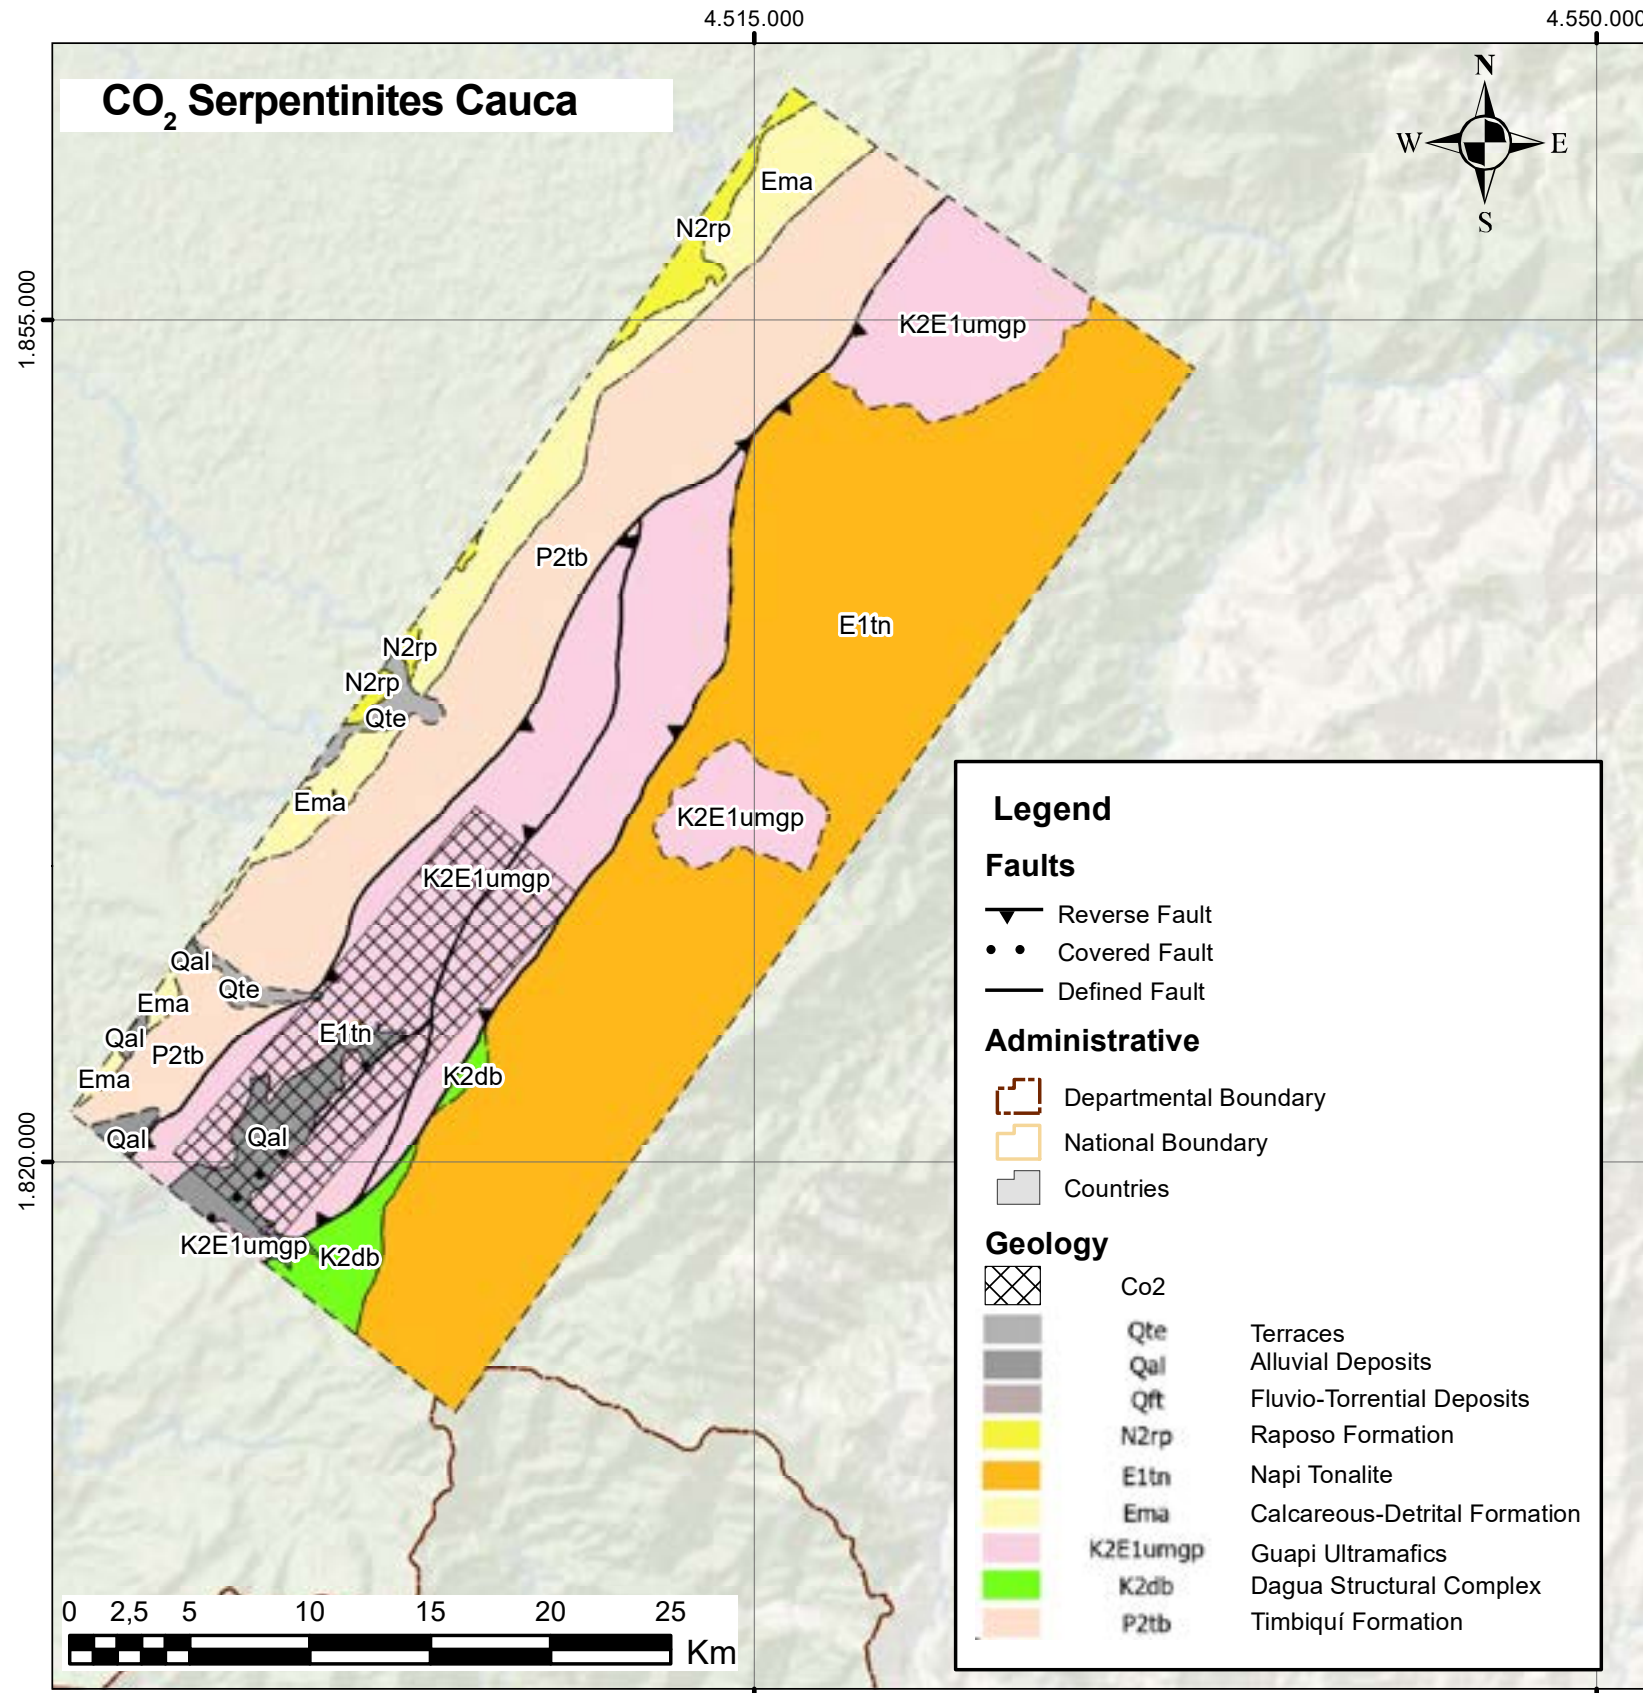 4.515.000 4.550.000
CO2 Serpentinites Cauca
N
W E
S
Ema
N2rp
1.855.000
K2E1umgp
P2tb
E1tn
N2rp
N2rp
Qte
Ema
K2E1umgp
K2E1umgp
Qal
Qte
Ema
E1tn
Qal
P2tb
Ema
K2db
Qal
Qal
1.820.000
K2E1umgp
K2db
Legend
Faults
Reverse Fault
Covered Fault
Defined Fault
Administrative
Departmental Boundary
National Boundary
Countries
Geology
Co2
Qte Terraces
Qal Alluvial Deposits
Qft Fluvio-Torrential Deposits
N2rp Raposo Formation
E1tn Napi Tonalite
Ema Calcareous-Detrital Formation
K2E1umgp Guapi Ultramafics
K2db Dagua Structural Complex
P2tb Timbiquí Formation
0 2,5 5 10 15 20 25
Km